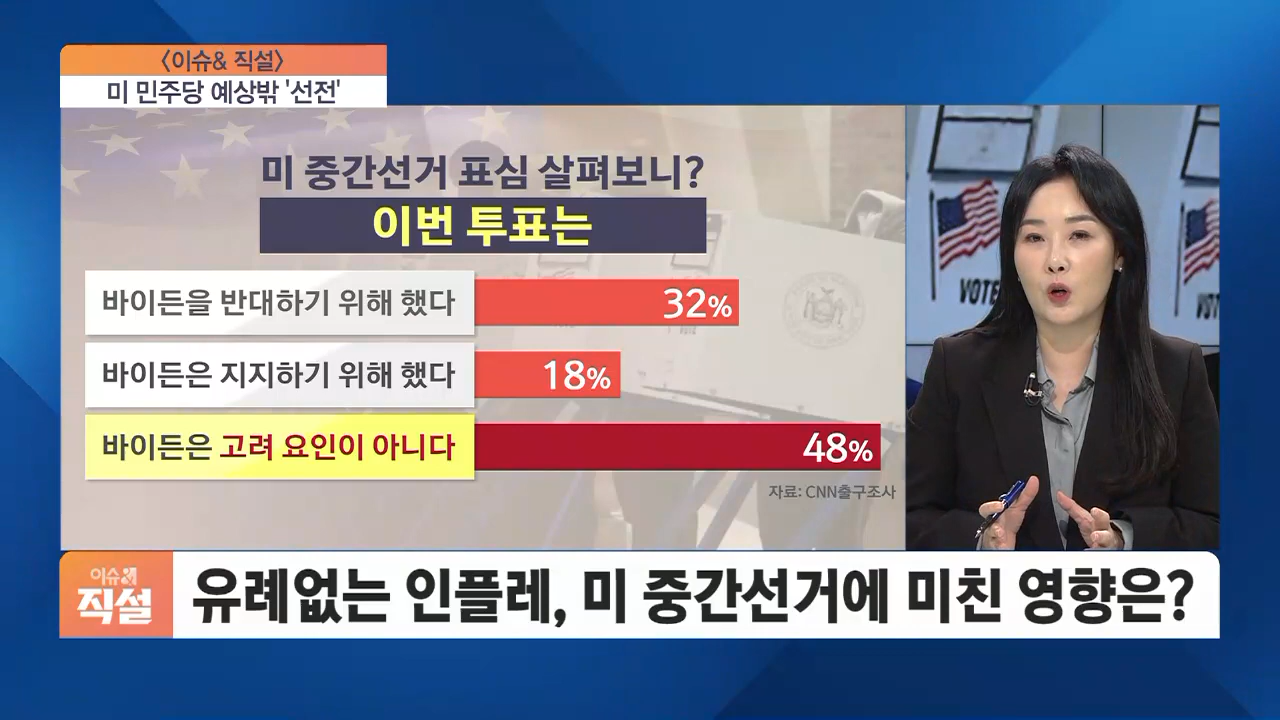 〈이슈& 직설〉
미 민주당 예상밖 '선전'
미 중간선거 표심 살펴보니?
이번 투표는
바이든을 반대하기 위해 했다 32%
바이든은 지지하기 위해 했다 18%
바이든은 고려 요인이 아니다 48%
자료: CNN출구조사
VOTE
VOT
이슈&
직설
유례없는 인플레, 미 중간선거에 미친 영향은?